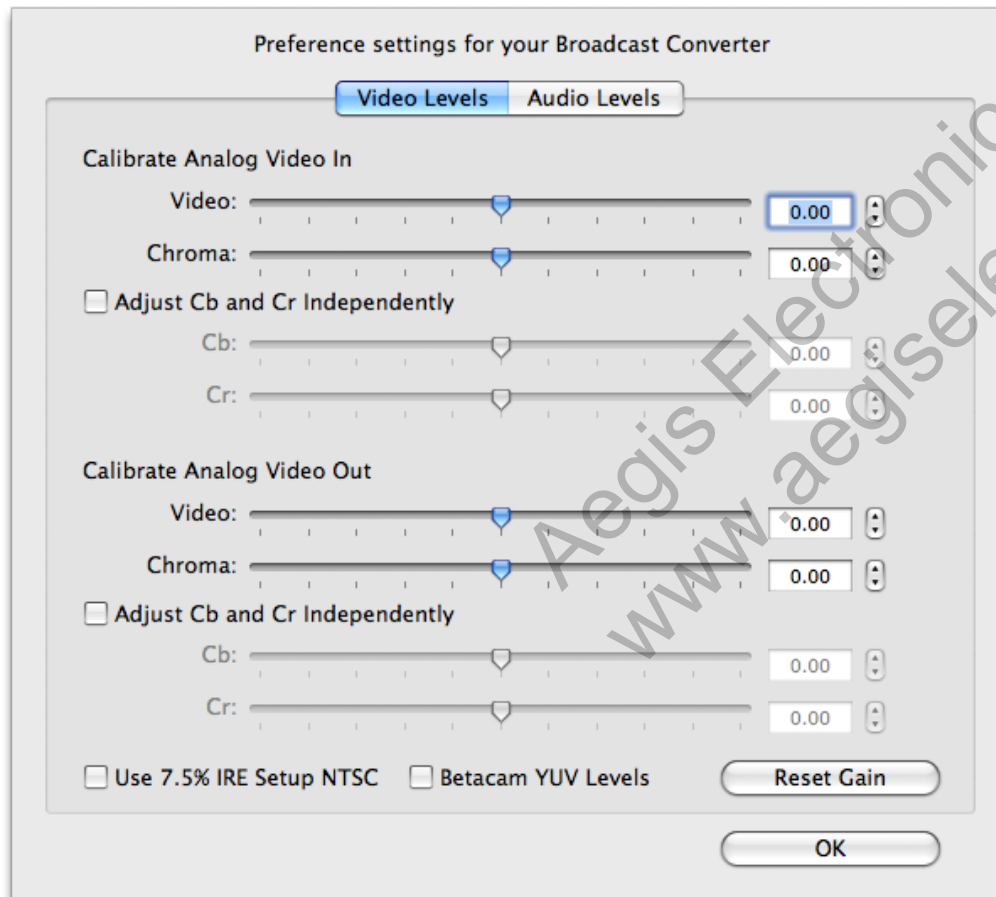 Preference settings for your Broadcast Converter
Video Levels Audio Levels
Calibrate Analog Video In
Video: 0.00
Chroma: 0.00
Adjust Cb and Cr Independently
Cb: 0.00
Cr: 0.00
Calibrate Analog Video Out
Video: 0.00
Chroma: 0.00
Adjust Cb and Cr Independently
Cb: 0.00
Cr: 0.00
Use 7.5% IRE Setup NTSC Betacam YUV Levels Reset Gain
OK
Aegis Electronic
www.aegisele